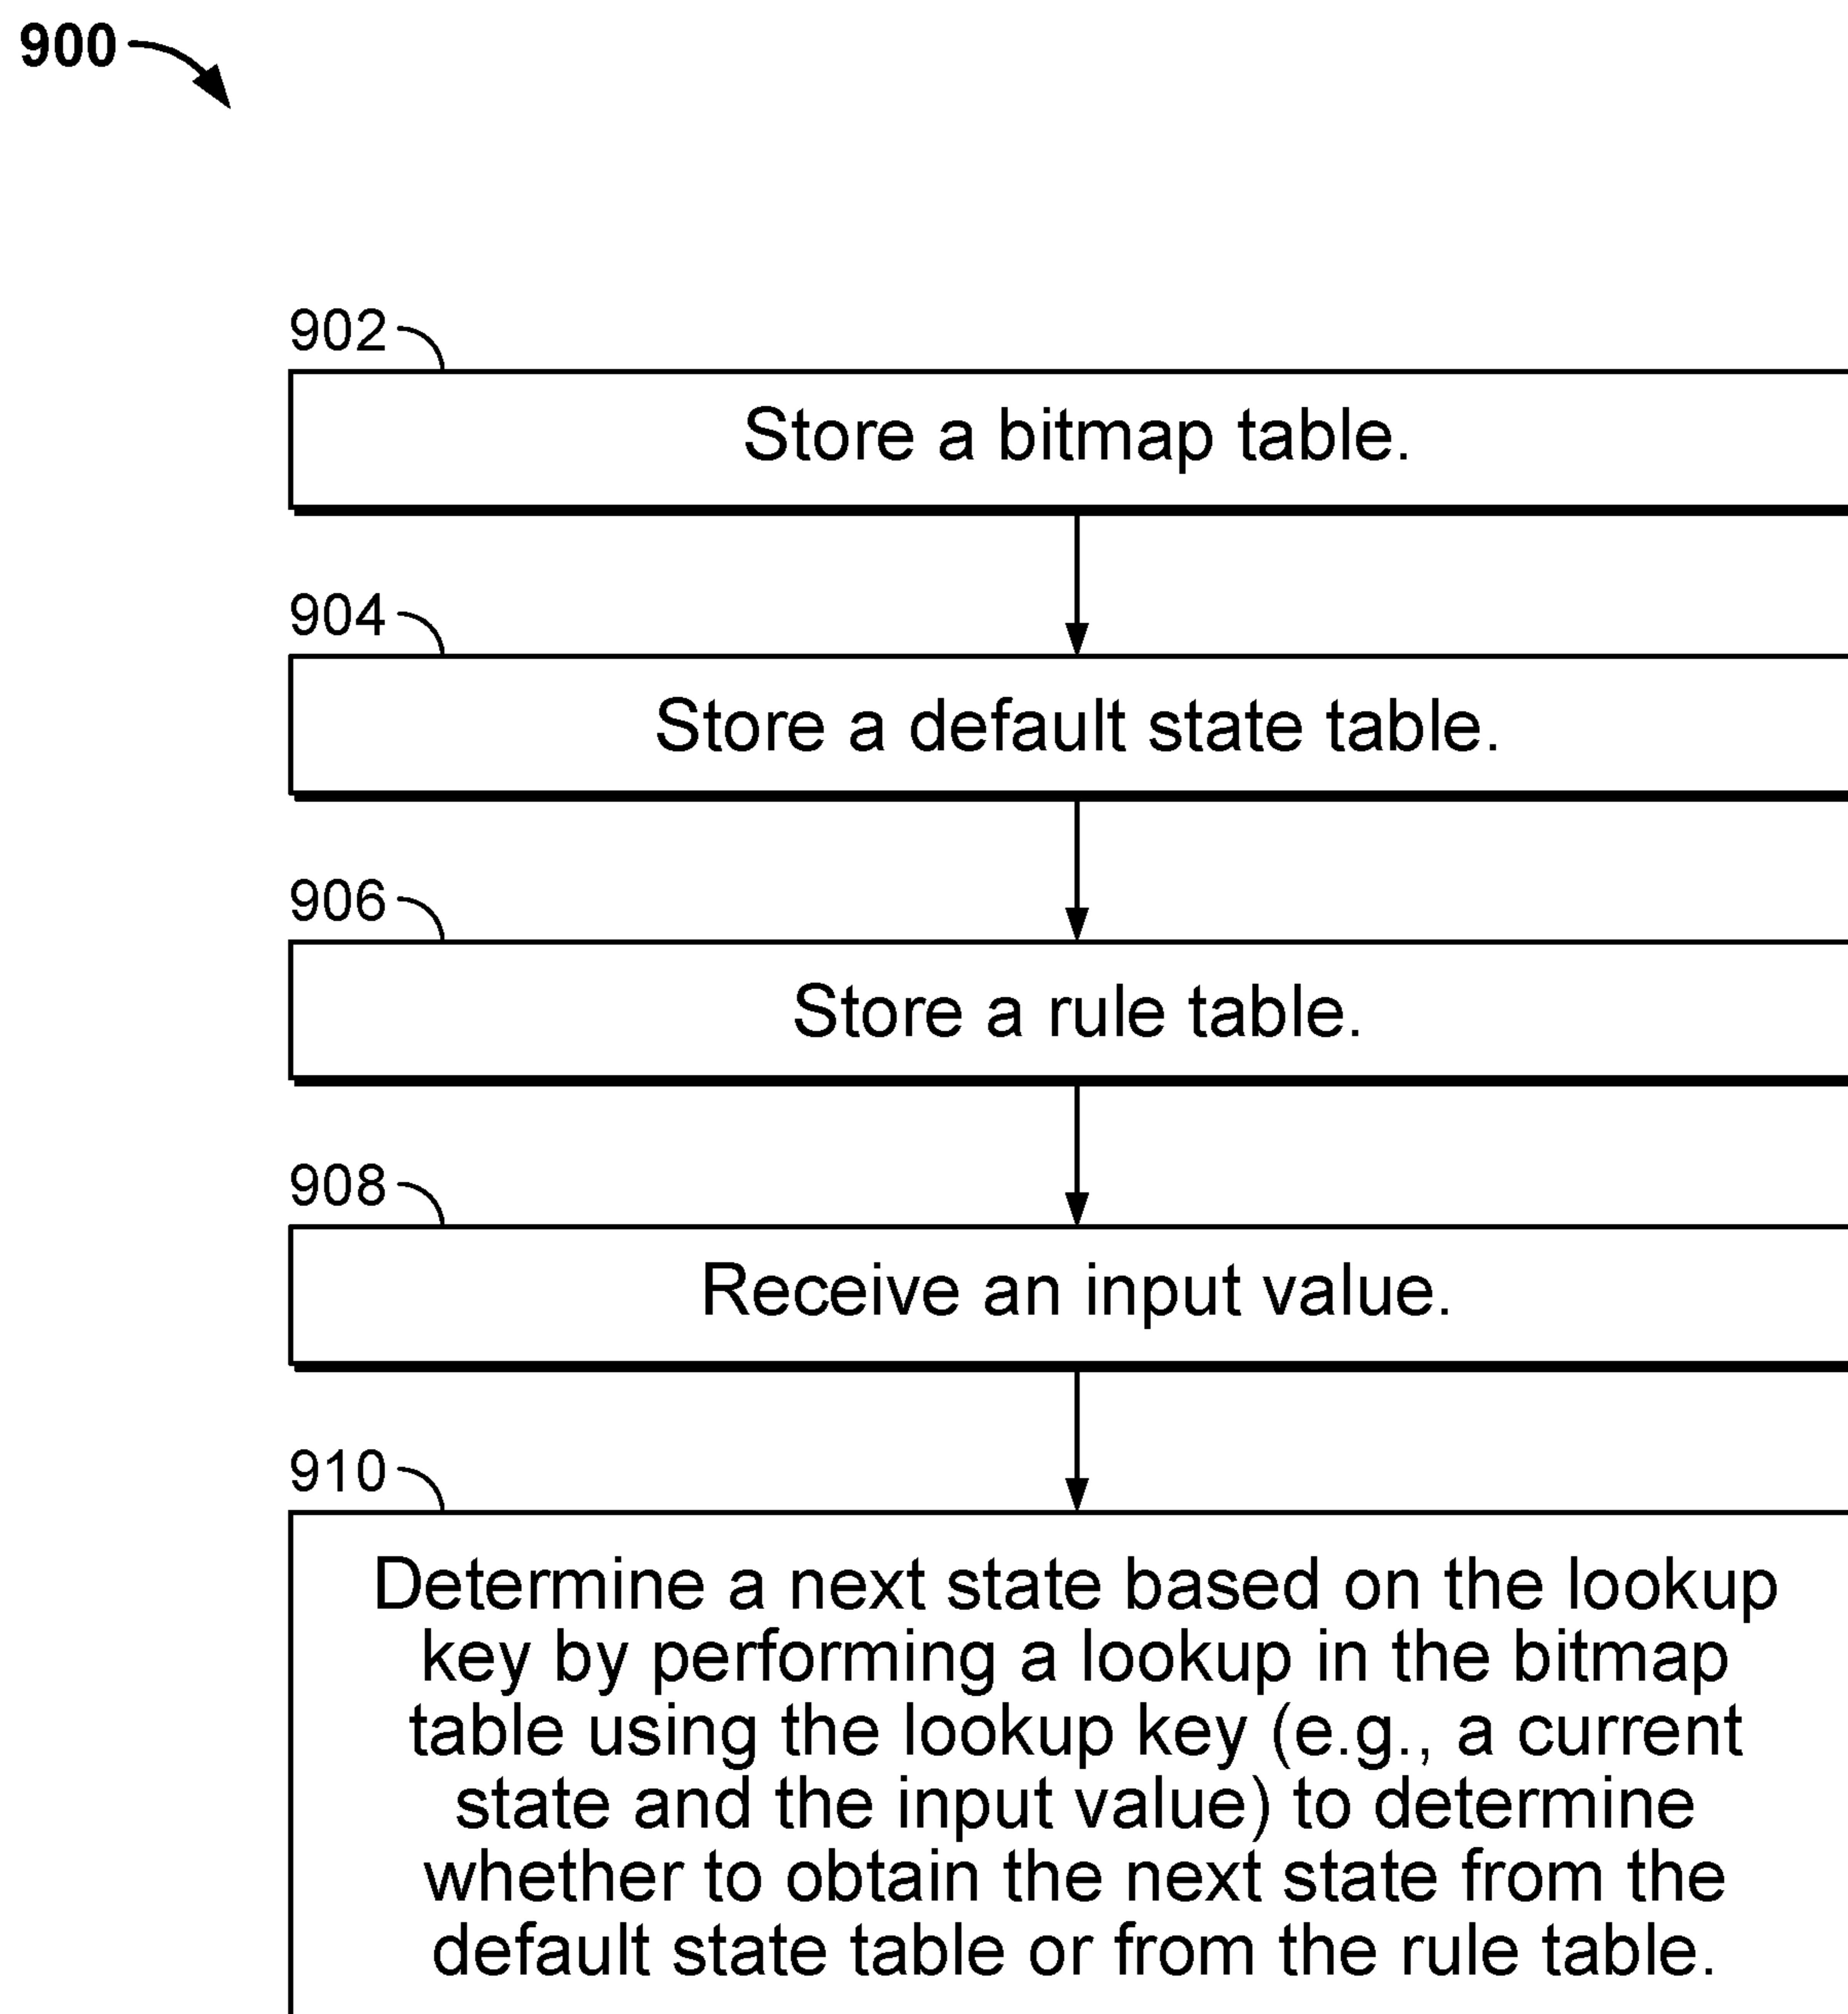 900
902
Store a bitmap table.
904
Store a default state table.
906
Store a rule table.
908
Receive an input value.
910
Determine a next state based on the lookup
key by performing a lookup in the bitmap
table using the lookup key (e.g., a current
state and the input value) to determine
whether to obtain the next state from the
default state table or from the rule table.